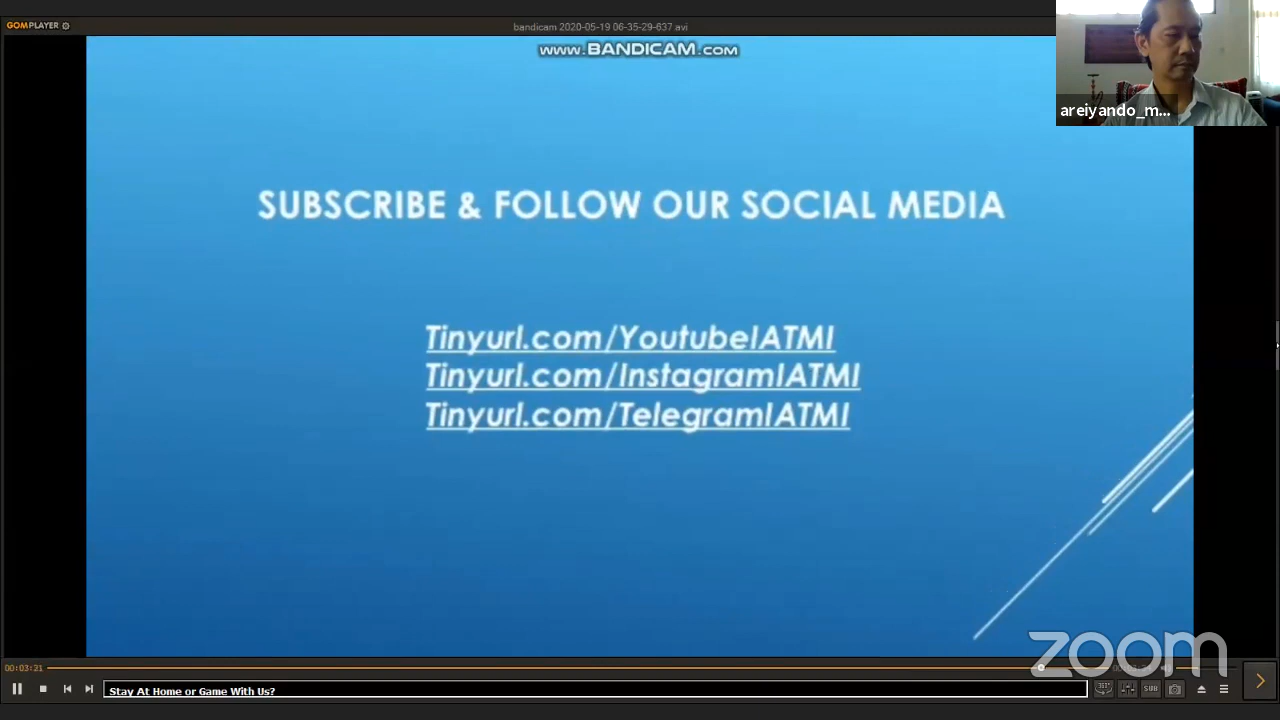 GOMPLAYER
bandicam 2020-05-19 06-35-29-637 avi
www.BANDICAM.com
areiyando_m...
SUBSCRIBE & FOLLOW OUR SOCIAL MEDIA
Tinyurl.com/YoutubeIATMI
Tinyurl.com/InstagramIATMI
Tinyurl.com/TelegramIATMI
zoom
00:03:21
Stay At Home or Game With Us?
360°
SUB